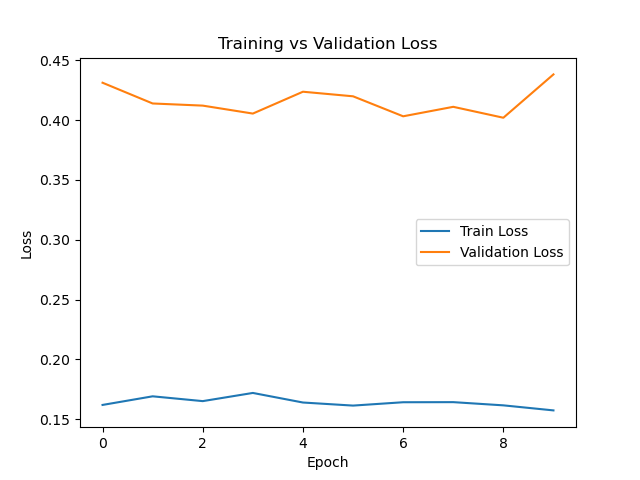 Training vs Validation Loss
0.45
0.40
0.35
0.30
0.25
0.20
0.15
Loss
Train Loss
Validation Loss
0 2 4 6 8
Epoch